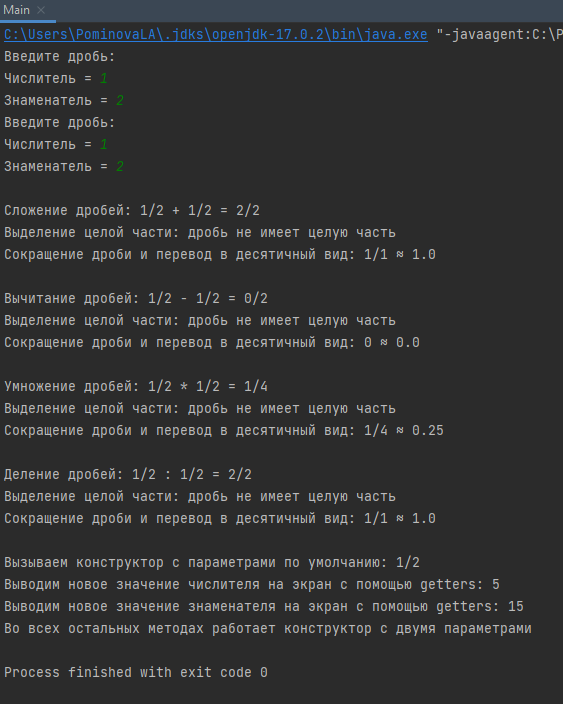 Main ×
C:\Users\PominovaLA\.jdks\openjdk-17.0.2\bin\java.exe "-javaagent:C:\P
Введите дробь:
Числитель = 1
Знаменатель = 2
Введите дробь:
Числитель = 1
Знаменатель = 2
Сложение дробей: 1/2 + 1/2 = 2/2
Выделение целой части: дробь не имеет целую часть
Сокращение дроби и перевод в десятичный вид: 1/1 ≈ 1.0
Вычитание дробей: 1/2 - 1/2 = 0/2
Выделение целой части: дробь не имеет целую часть
Сокращение дроби и перевод в десятичный вид: 0 ≈ 0.0
Умножение дробей: 1/2 * 1/2 = 1/4
Выделение целой части: дробь не имеет целую часть
Сокращение дроби и перевод в десятичный вид: 1/4 ≈ 0.25
Деление дробей: 1/2 : 1/2 = 2/2
Выделение целой части: дробь не имеет целую часть
Сокращение дроби и перевод в десятичный вид: 1/1 ≈ 1.0
Вызываем конструктор с параметрами по умолчанию: 1/2
Выводим новое значение числителя на экран с помощью getters: 5
Выводим новое значение знаменателя на экран с помощью getters: 15
Во всех остальных методах работает конструктор с двумя параметрами
Process finished with exit code 0